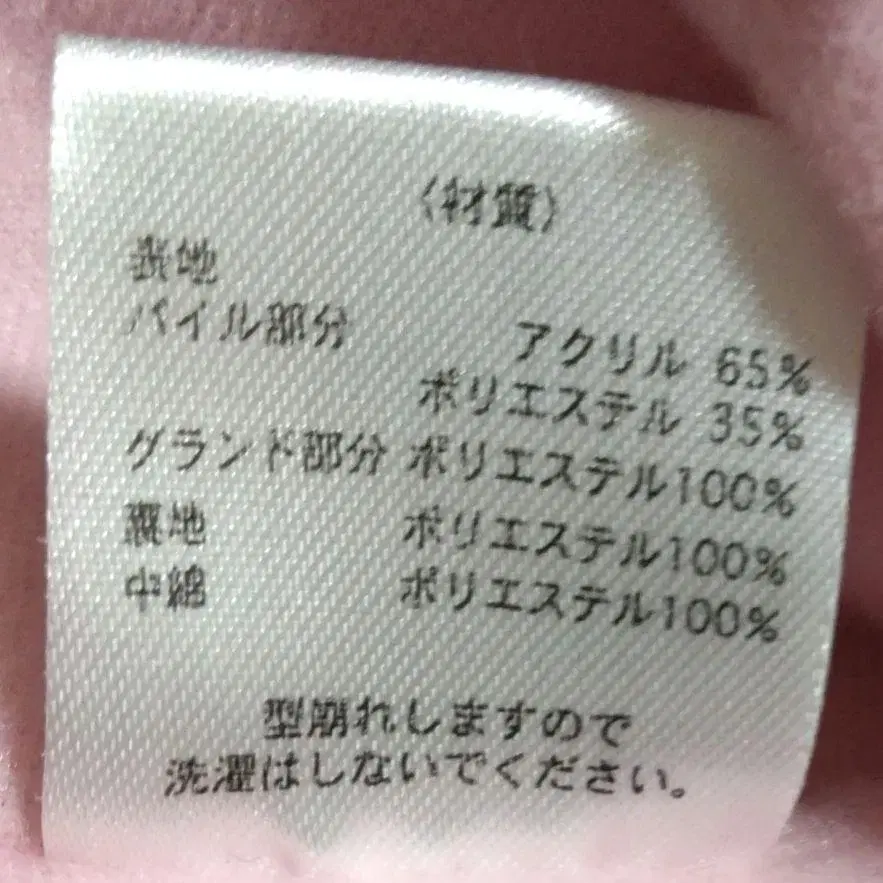 〈材質〉
表地
パイル部分 アクリル 65%
ポリエステル 35%
グランド部分 ポリエステル100%
裏地 ポリエステル100%
中綿 ポリエステル100%
型崩れしますので
洗濯はしないでください。